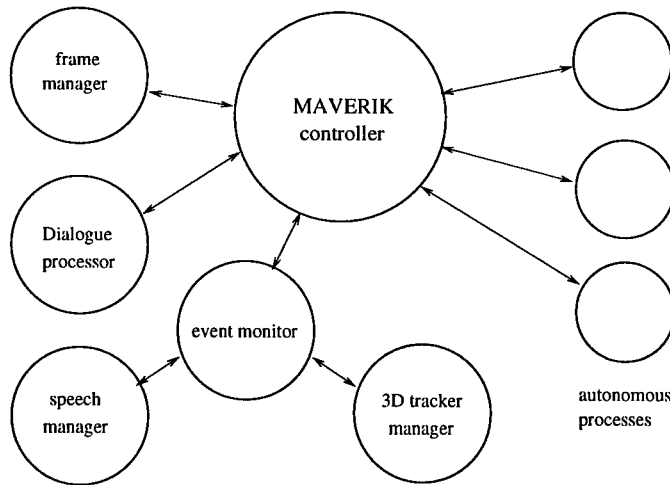 frame
manager
MAVERIK
controller
Dialogue
processor
event monitor
speech
manager
3D tracker
manager
autonomous
processes